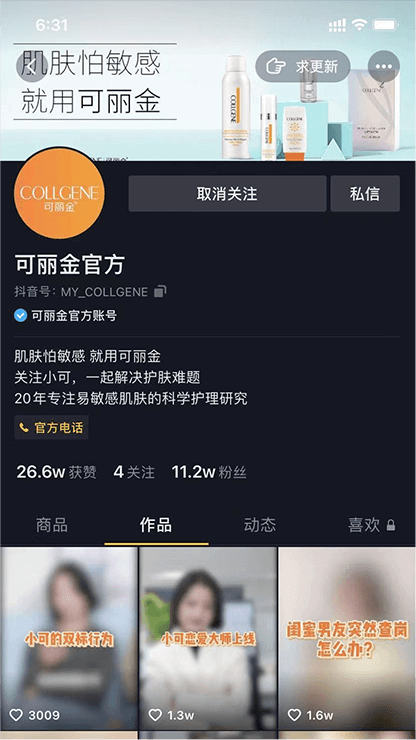 6:31
肌肤怕敏感
就用可丽金
求更新
COLLGENE
COLLGENE
可丽金
取消关注
私信
可丽金官方
抖音号: MY_COLLGENE
可丽金官方账号
肌肤怕敏感 就用可丽金
关注小可，一起解决护肤难题
20年专注易敏感肌肤的科学护理研究
官方电话
26.6w 获赞 4 关注 11.2w 粉丝
商品 作品 动态 喜欢
小可的双标行为
小可恋爱大师上线
闺蜜男友突然查岗
怎么办？
3009
1.3w
1.6w